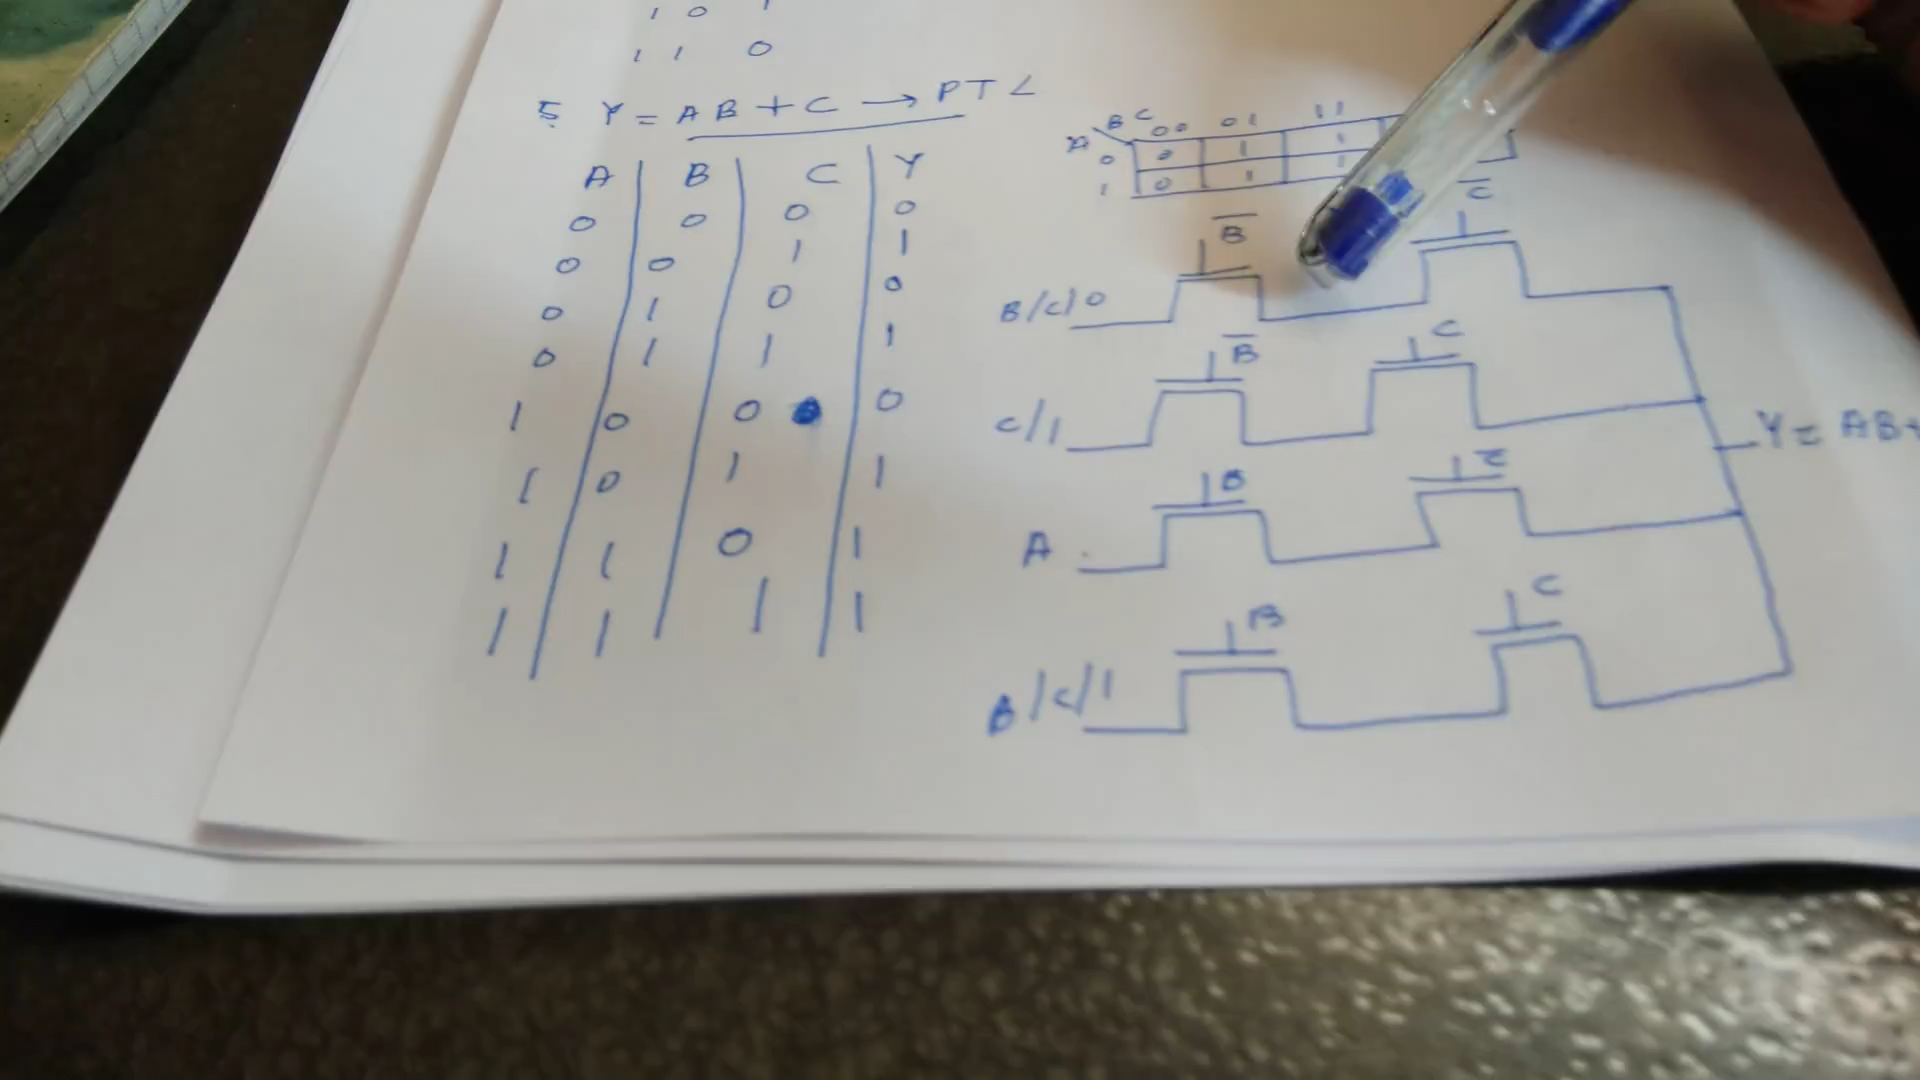 1 0 1
1 1 0
5 Y = AB + C → PTL
A B C Y
0 0 0 0
0 0 1 1
0 1 0 0
0 1 1 1
1 0 0 0
1 0 1 1
1 1 0 1
1 1 1 1
A BC 00 01 11
0 0 1 1
1 0 1 1
B̅ C̅
B/C/0
B̅ C
C/1
Y = AB+
B C̅
A
B C
B/C/1